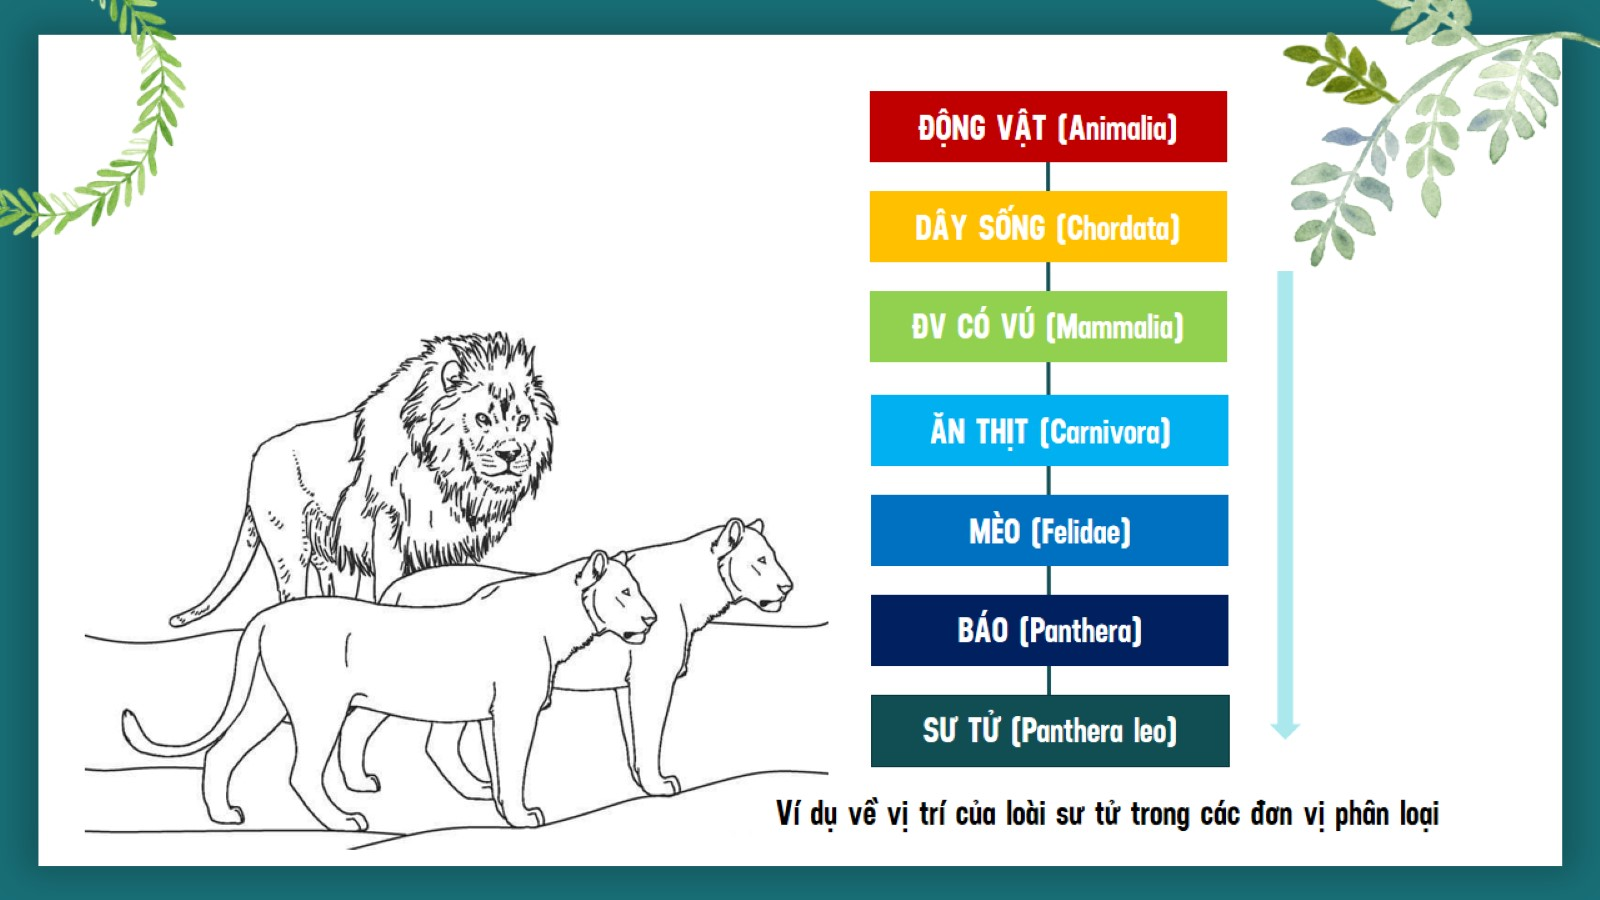 ĐỘNG VẬT (Animalia)
DÂY SỐNG (Chordata)
ĐV CÓ VÚ (Mammalia)
ĂN THỊT (Carnivora)
MÈO (Felidae)
BÁO (Panthera)
SƯ TỬ (Panthera leo)
Ví dụ về vị trí của loài sư tử trong các đơn vị phân loại